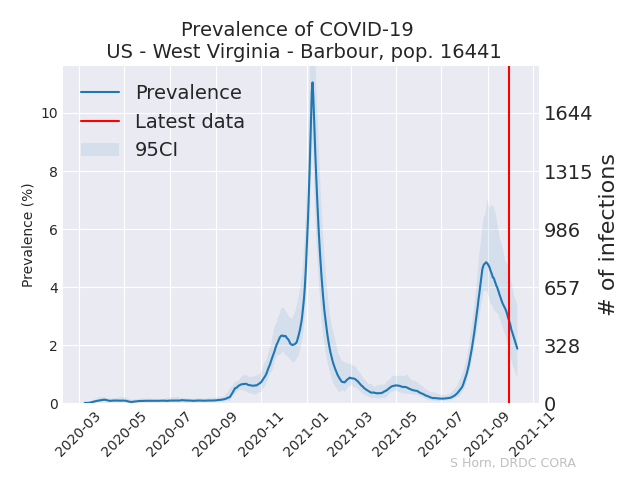 Prevalence of COVID-19
US - West Virginia - Barbour, pop. 16441
Prevalence
Latest data
95CI
Prevalence (%)
10
8
6
4
2
0
1644
1315
986
657
328
0
# of infections
2020-03
2020-05
2020-07
2020-09
2020-11
2021-01
2021-03
2021-05
2021-07
2021-09
2021-11
S Horn, DRDC CORA